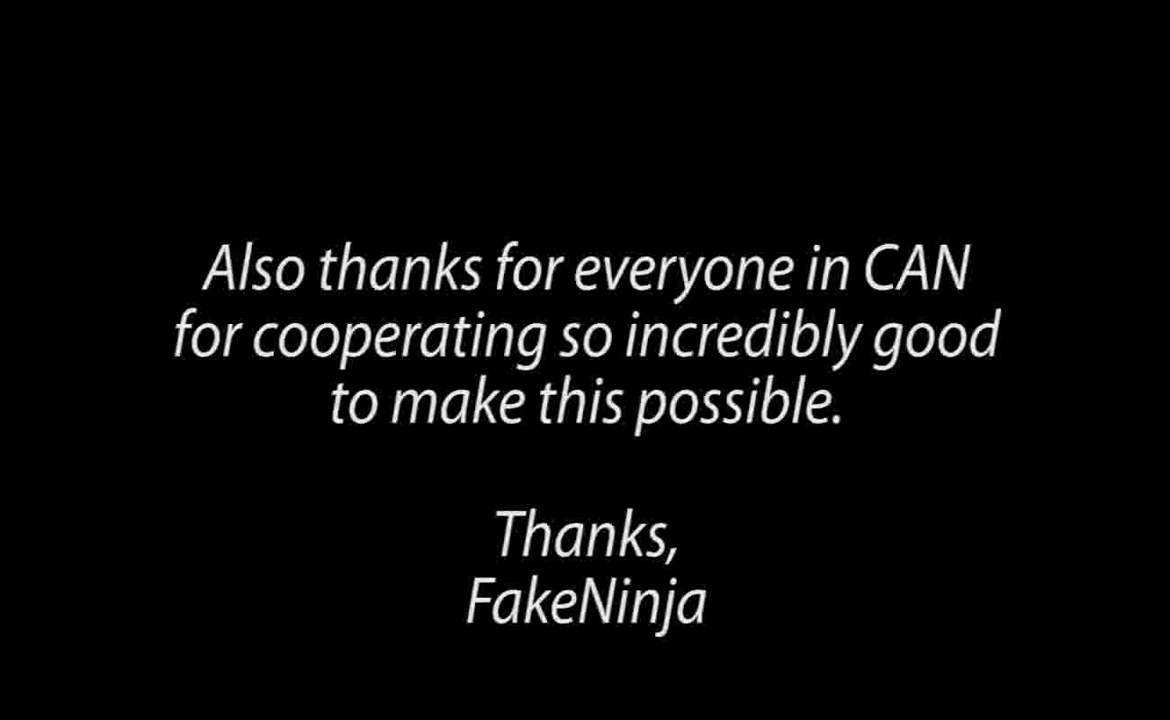 Also thanks for everyone in CAN
for cooperating so incredibly good
to make this possible.
Thanks,
FakeNinja